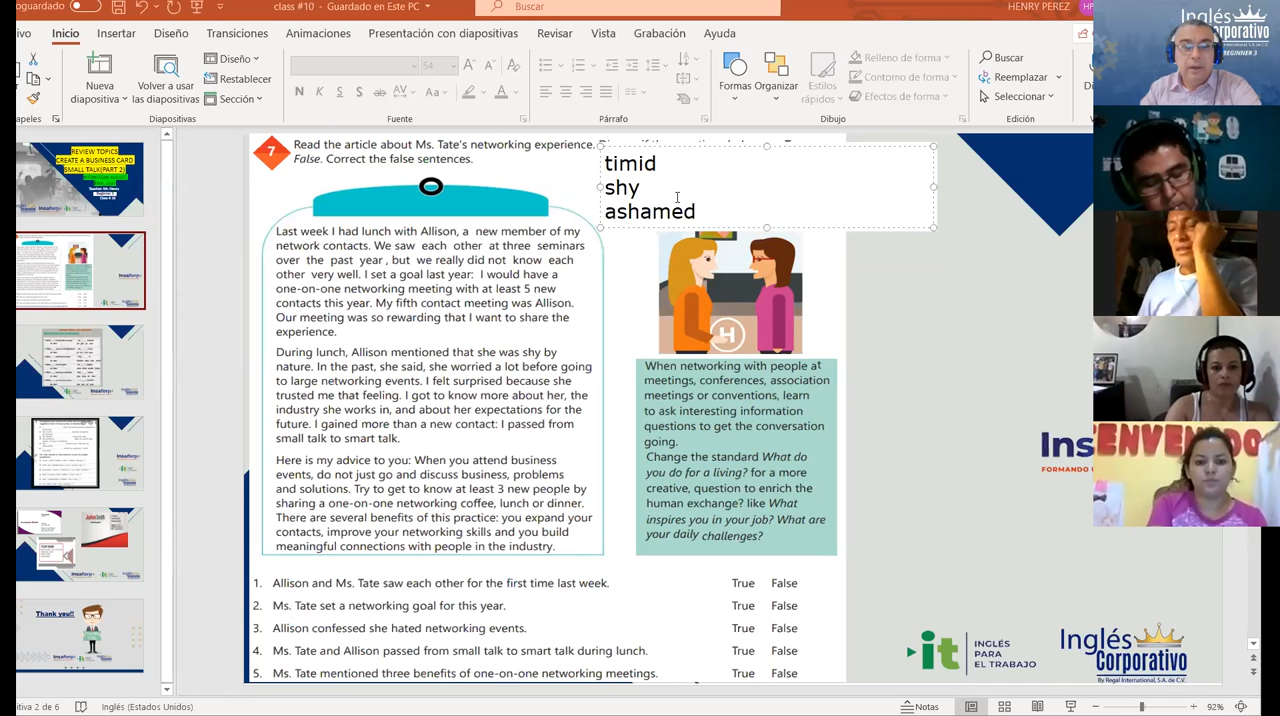 oguardado
class #10 - Guardado en Este PC
Buscar
HENRY PEREZ
HP
ivo Inicio Insertar Diseño Transiciones Animaciones Presentación con diapositivas Revisar Vista Grabación Ayuda
Nueva diapositiva
Volver a usar las diapositivas
Diseño
Restablecer
Sección
54
Formas
Organizar
Estilos rápidos
Relleno de forma
Contorno de forma
Efectos de forma
Buscar
Reemplazar
Seleccionar
apeles
Diapositivas
Fuente
Párrafo
Dibujo
Edición
REVIEW TOPICS
CREATE A BUSINESS CARD
SMALL TALK(PART 2)
Thank you!!
7 Read the article about Ms. Tate's networking experience.
False. Correct the false sentences.
timid
shy
ashamed
Last week I had lunch with Allison a new member of my
network contacts. We saw each other at three seminars
over the past year , but we really did not know each
other very well. I set a goal last year: I would have a
one-on-one networking meeting with at least 5 new
contacts this year. My fifth contact meeting was Allison.
Our meeting was so rewarding that I want to share the
experience.
During lunch, Allison mentioned that she was shy by
nature. In the past, she said, she worried a lot before going
to large networking events. I felt surprised because she
trusted me that feeling. I got to know more about her, the
industry she works in, and about her expectations for the
future. I gained more than a new contact. I passed from
small talk to smart talk.
Here is my advice to you: When you attend business
events, do not just go and discuss business, problems
and solutions. Try to get to know at least 3 new people by
sharing a one-on-one networking coffee, lunch or dinner.
There are several benefits of this practice: you expand your
contacts, improve your networking skills and you build
meaningful connections with people in the industry.
H
When networking with people at
meetings, conferences, association
meetings or conventions, learn
to ask interesting information
questions to get the conversation
going.
Change the standard What do
you do for a living? for a more
creative, question to enrich the
human exchange? like What
inspires you in your job? What are
your daily challenges?
1. Allison and Ms. Tate saw each other for the first time last week. True False
2. Ms. Tate set a networking goal for this year. True False
3. Allison confessed she hated networking events. True False
4. Ms. Tate and Allison passed from small talk to smart talk during lunch. True False
5. Ms. Tate mentioned three benefits of one-on-one networking meetings. True False
Ins
FORMANDO
it INGLÉS
PARA
EL TRABAJO
Inglés
Corporativo
By Regal International, S.A. de C.V.
Inglés
Corporativo
BEGINNER 3
ENVENIDO
itiva 2 de 6
Inglés (Estados Unidos)
Notas
92%